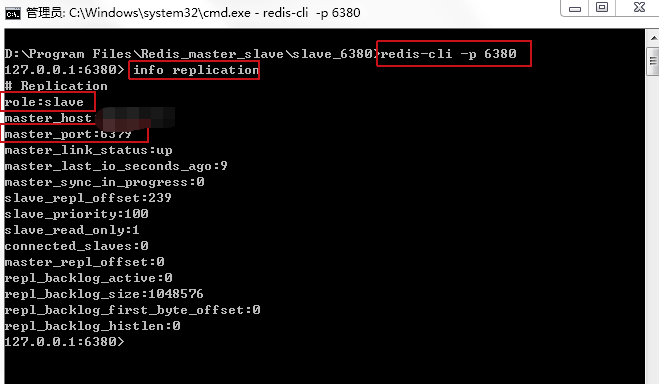 管理员: C:\Windows\system32\cmd.exe - redis-cli -p 6380
D:\Program Files\Redis_master_slave\slave_6380>redis-cli -p 6380
127.0.0.1:6380> info replication
# Replication
role:slave
master_host
master_port:6379
master_link_status:up
master_last_io_seconds_ago:9
master_sync_in_progress:0
slave_repl_offset:239
slave_priority:100
slave_read_only:1
connected_slaves:0
master_repl_offset:0
repl_backlog_active:0
repl_backlog_size:1048576
repl_backlog_first_byte_offset:0
repl_backlog_histlen:0
127.0.0.1:6380>